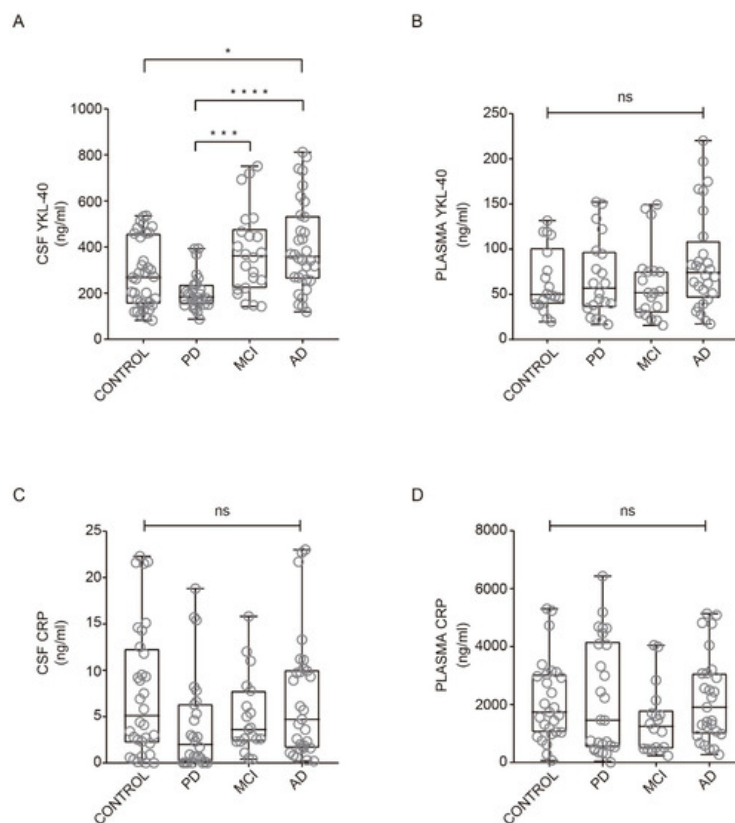 A
*
* * * *
* * *
1000
800
600
400
200
0
CSF YKL-40
(ng/ml)
CONTROL
PD
MCI
AD
B
ns
250
200
150
100
50
0
PLASMA YKL-40
(ng/ml)
CONTROL
PD
MCI
AD
C
ns
25
20
15
10
5
0
CSF CRP
(ng/ml)
CONTROL
PD
MCI
AD
D
ns
8000
6000
4000
2000
0
PLASMA CRP
(ng/ml)
CONTROL
PD
MCI
AD